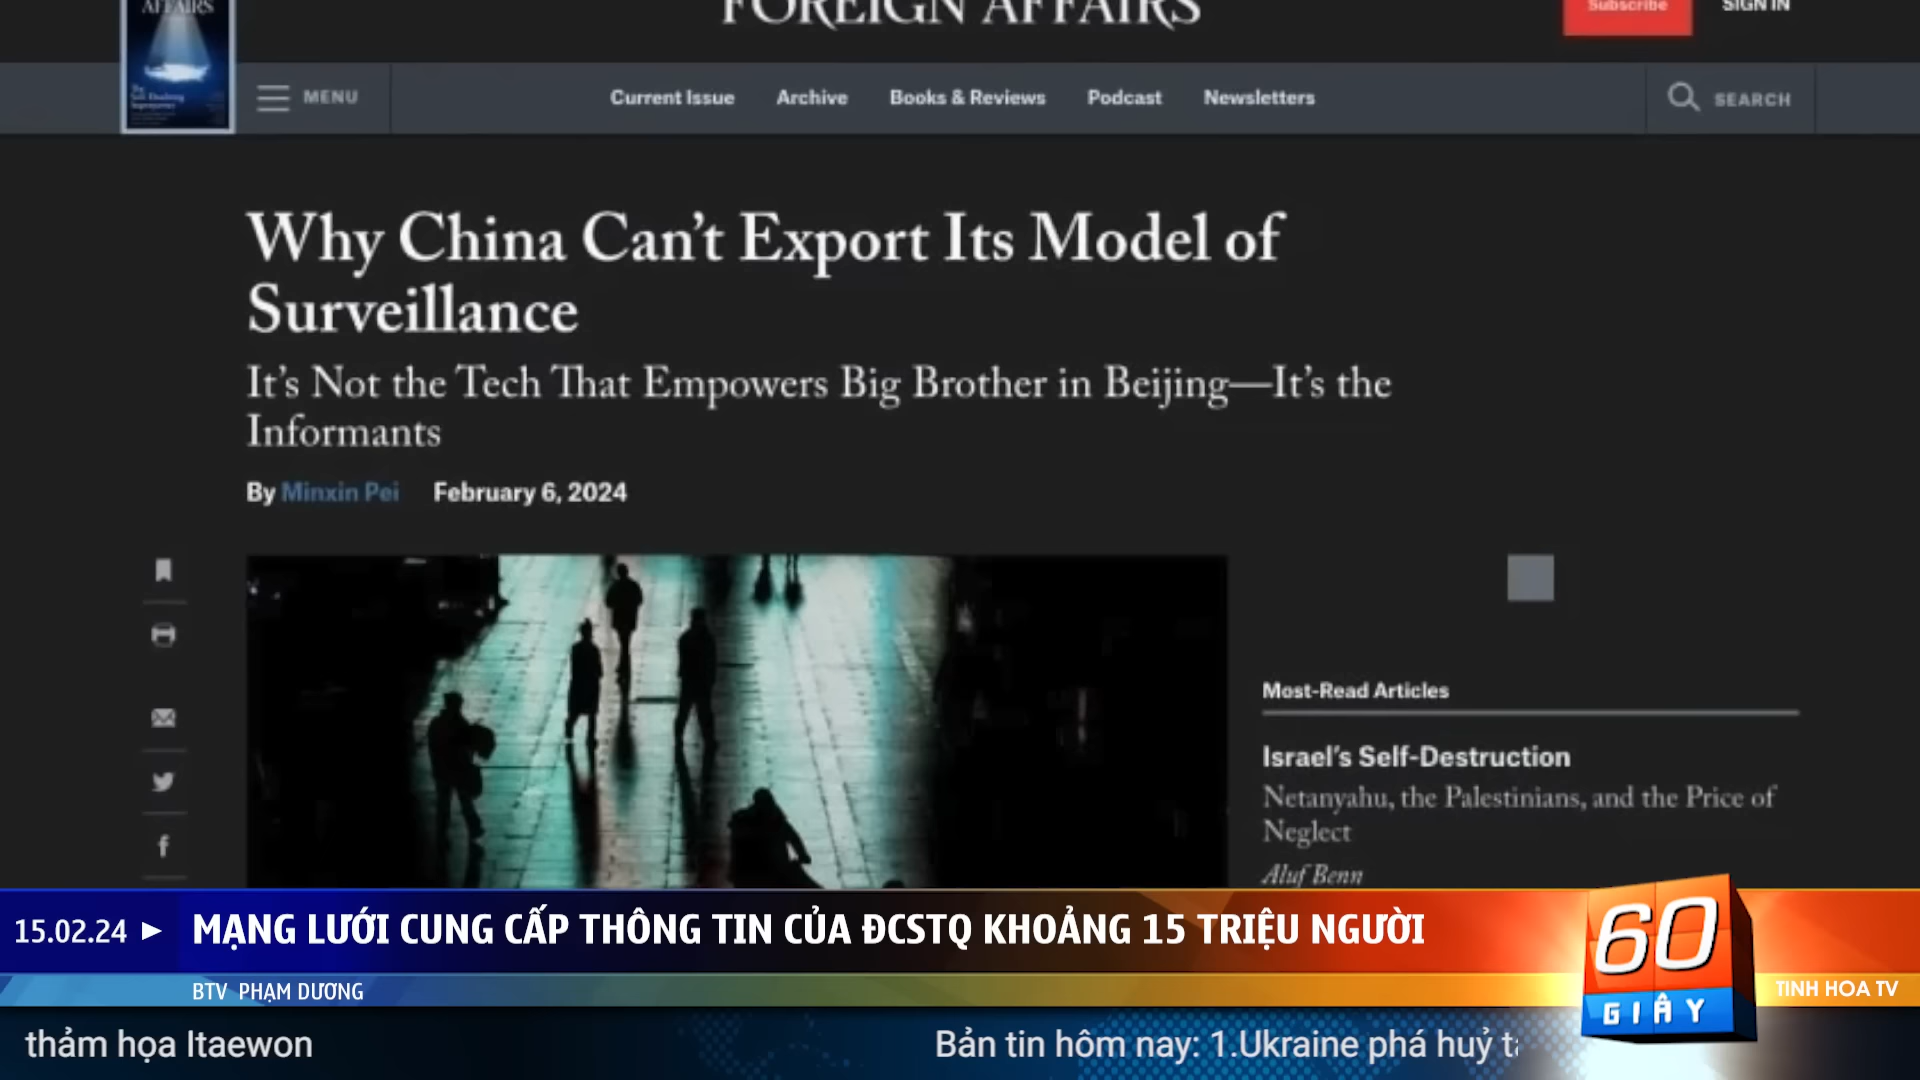 AFFAIRS
FOREIGN AFFAIRS
Subscribe
SIGN IN
MENU
Current Issue
Archive
Books & Reviews
Podcast
Newsletters
SEARCH
Why China Can't Export Its Model of
Surveillance
It's Not the Tech That Empowers Big Brother in Beijing—It's the
Informants
By Minxin Pei
February 6, 2024
Most-Read Articles
Israel's Self-Destruction
Netanyahu, the Palestinians, and the Price of
Neglect
Aluf Benn
15.02.24
MẠNG LƯỚI CUNG CẤP THÔNG TIN CỦA ĐCSTQ KHOẢNG 15 TRIỆU NGƯỜI
BTV PHẠM DƯƠNG
60
GIÂY
TINH HOA TV
thảm họa Itaewon
Bản tin hôm nay: 1.Ukraine phá huỷ